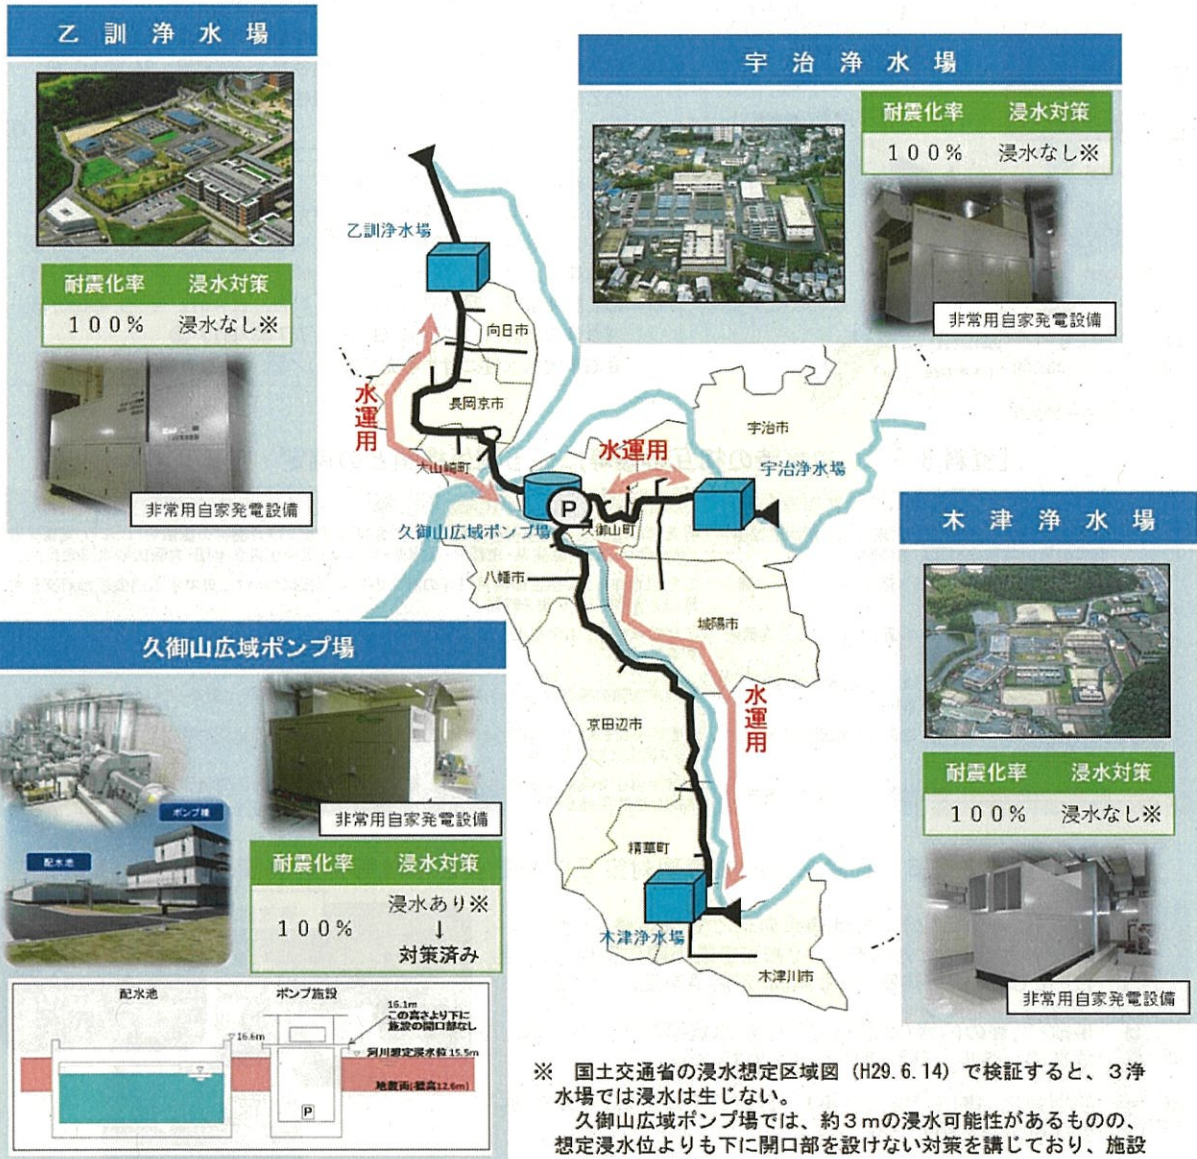 乙訓浄水場
耐震化率 浸水対策
100% 浸水なし※
非常用自家発電設備
宇治浄水場
耐震化率 浸水対策
100% 浸水なし※
非常用自家発電設備
乙訓浄水場
向日市
水運用
長岡京市
大山崎町
水運用
宇治市
宇治浄水場
P
久御山広域ポンプ場
久御山町
八幡市
城陽市
水運用
京田辺市
精華町
木津浄水場
木津川市
木津浄水場
耐震化率 浸水対策
100% 浸水なし※
非常用自家発電設備
久御山広域ポンプ場
ポンプ棟
配水池
非常用自家発電設備
耐震化率 浸水対策
100% 浸水あり※
↓
対策済み
配水池 ポンプ施設
16.1m
この高さより下に
施設の開口部なし
▽16.6m
▽ 河川想定浸水位 15.5m
地盤面(標高12.6m)
P
※ 国土交通省の浸水想定区域図(H29.6.14)で検証すると、3浄
水場では浸水は生じない。
久御山広域ポンプ場では、約3mの浸水可能性があるものの、
想定浸水位よりも下に開口部を設けない対策を講じており、施設